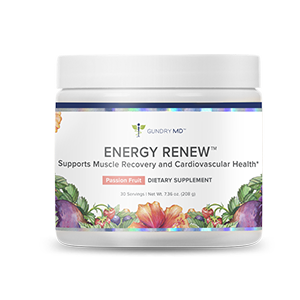 GUNDRY MD™
ENERGY RENEW™
Supports Muscle Recovery and Cardiovascular Health*
Passion Fruit DIETARY SUPPLEMENT
30 Servings | Net Wt. 7.36 oz. (208 g)